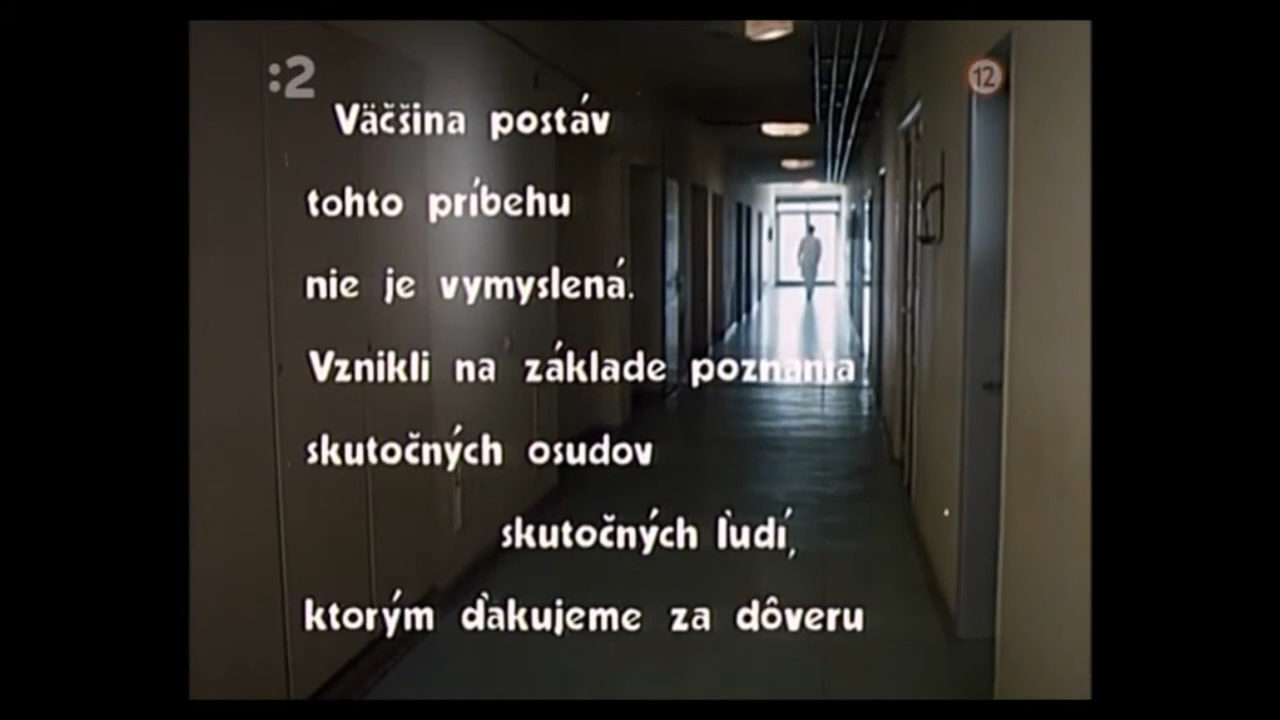 :2
12
Väčšina postáv
tohto príbehu
nie je vymyslená.
Vznikli na základe poznania
skutočných osudov
skutočných ľudí,
ktorým ďakujeme za dôveru